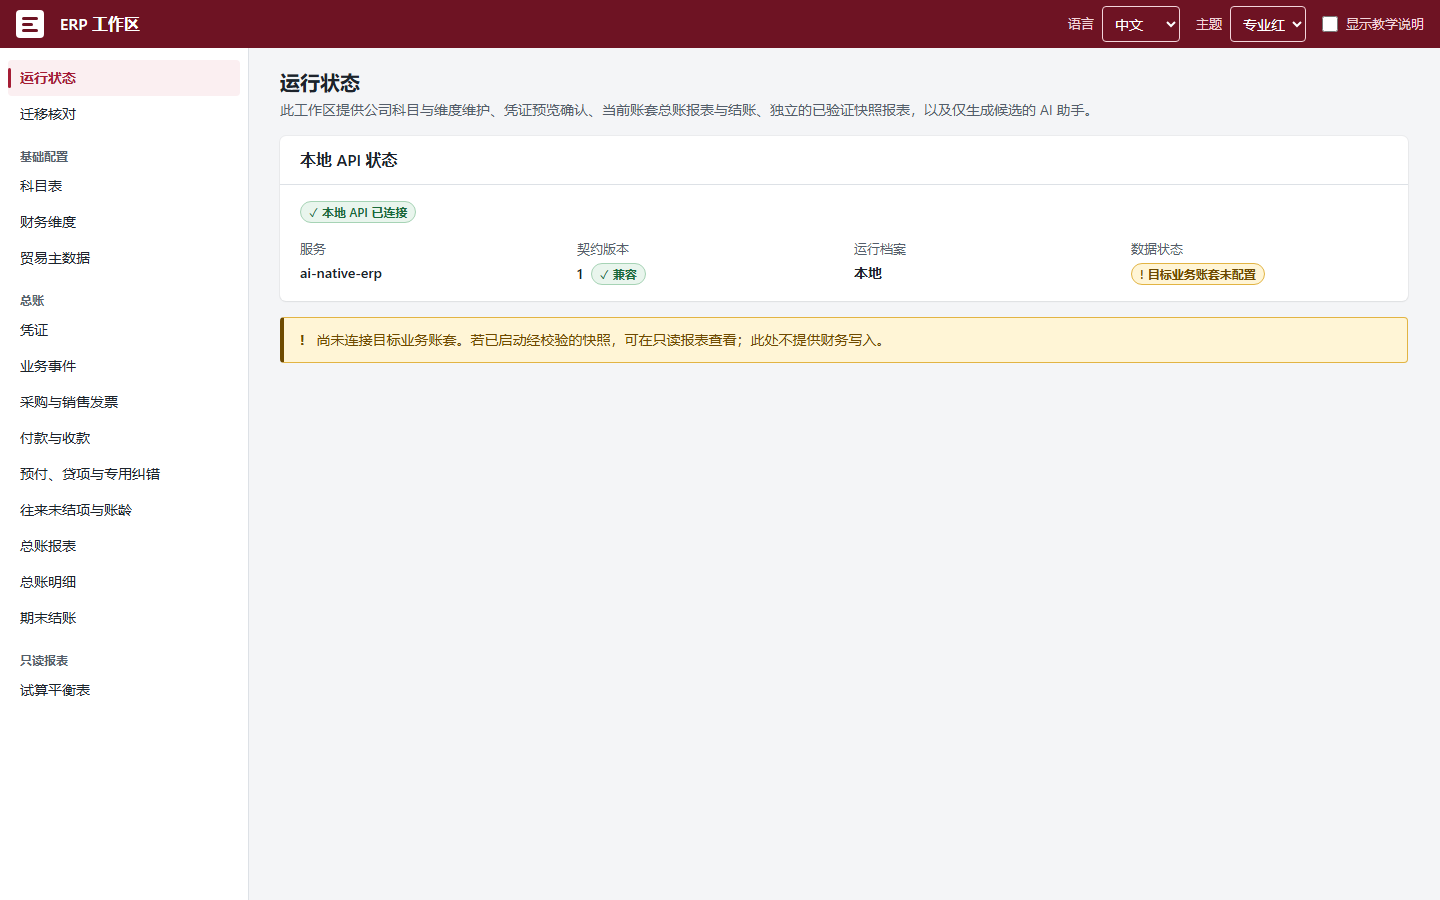 ERP 工作区
语言 中文 主题 专业红 显示教学说明
运行状态
迁移核对
基础配置
科目表
财务维度
贸易主数据
总账
凭证
业务事件
采购与销售发票
付款与收款
预付、贷项与专用纠错
往来未结项与账龄
总账报表
总账明细
期末结账
只读报表
试算平衡表
运行状态
此工作区提供公司科目与维度维护、凭证预览确认、当前账套总账报表与结账、独立的已验证快照报表，以及仅生成候选的 AI 助手。
本地 API 状态
✓ 本地 API 已连接
服务 契约版本 运行档案 数据状态
ai-native-erp 1 ✓ 兼容 本地 ! 目标业务账套未配置
! 尚未连接目标业务账套。若已启动经校验的快照，可在只读报表查看；此处不提供财务写入。